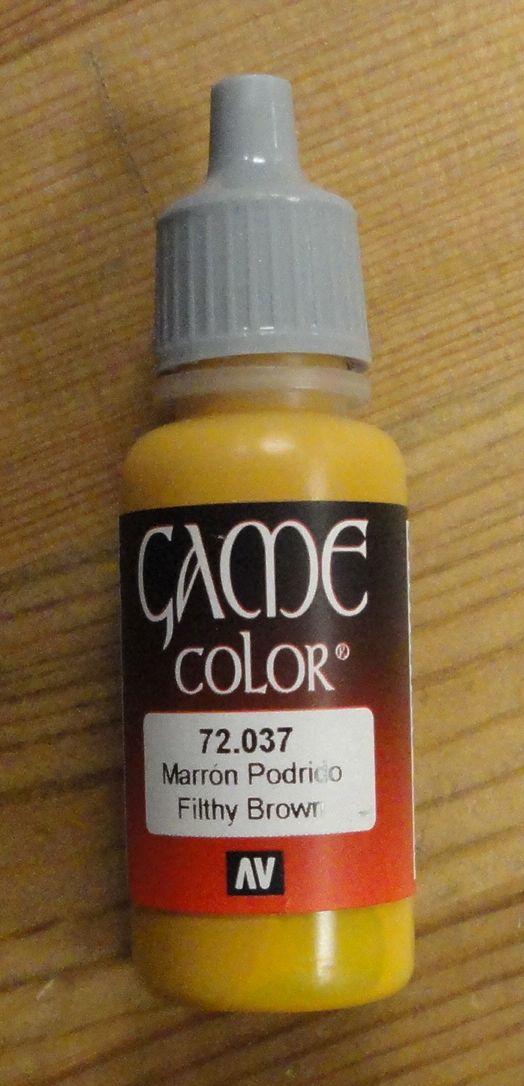 GAME
COLOR®
72.037
Marrón Podrido
Filthy Brown
AV